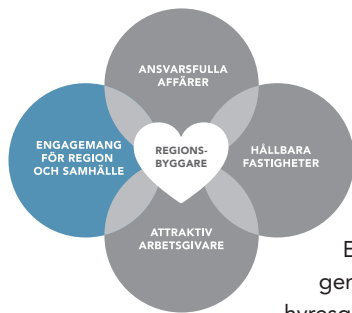 ANSVARSFULLA
AFFÄRER
ENGAGEMANG
FÖR REGION
OCH SAMHÄLLE
REGIONS-
BYGGARE
HÅLLBARA
FASTIGHETER
ATTRAKTIV
ARBETSGIVARE